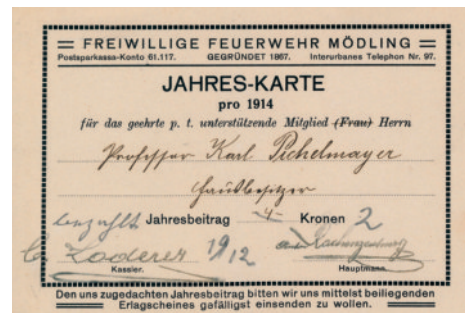 = FREIWILLIGE FEUERWEHR MÖDLING =
Postsparkassa-Konto 61.117. GEGRÜNDET 1867. Interurbanes Telephon Nr. 97.
JAHRES-KARTE
pro 1914
für das geehrte p. t. unterstützende Mitglied (Frau) Herrn
Professor Karl Pichelmayer
Hausbesitzer
bezahlt Jahresbeitrag 4 Kronen 2
Loderer 19/12
Kassier. Hauptmann.
Den uns zugedachten Jahresbeitrag bitten wir uns mittelst beiliegenden
Erlagscheines gefälligst einsenden zu wollen.